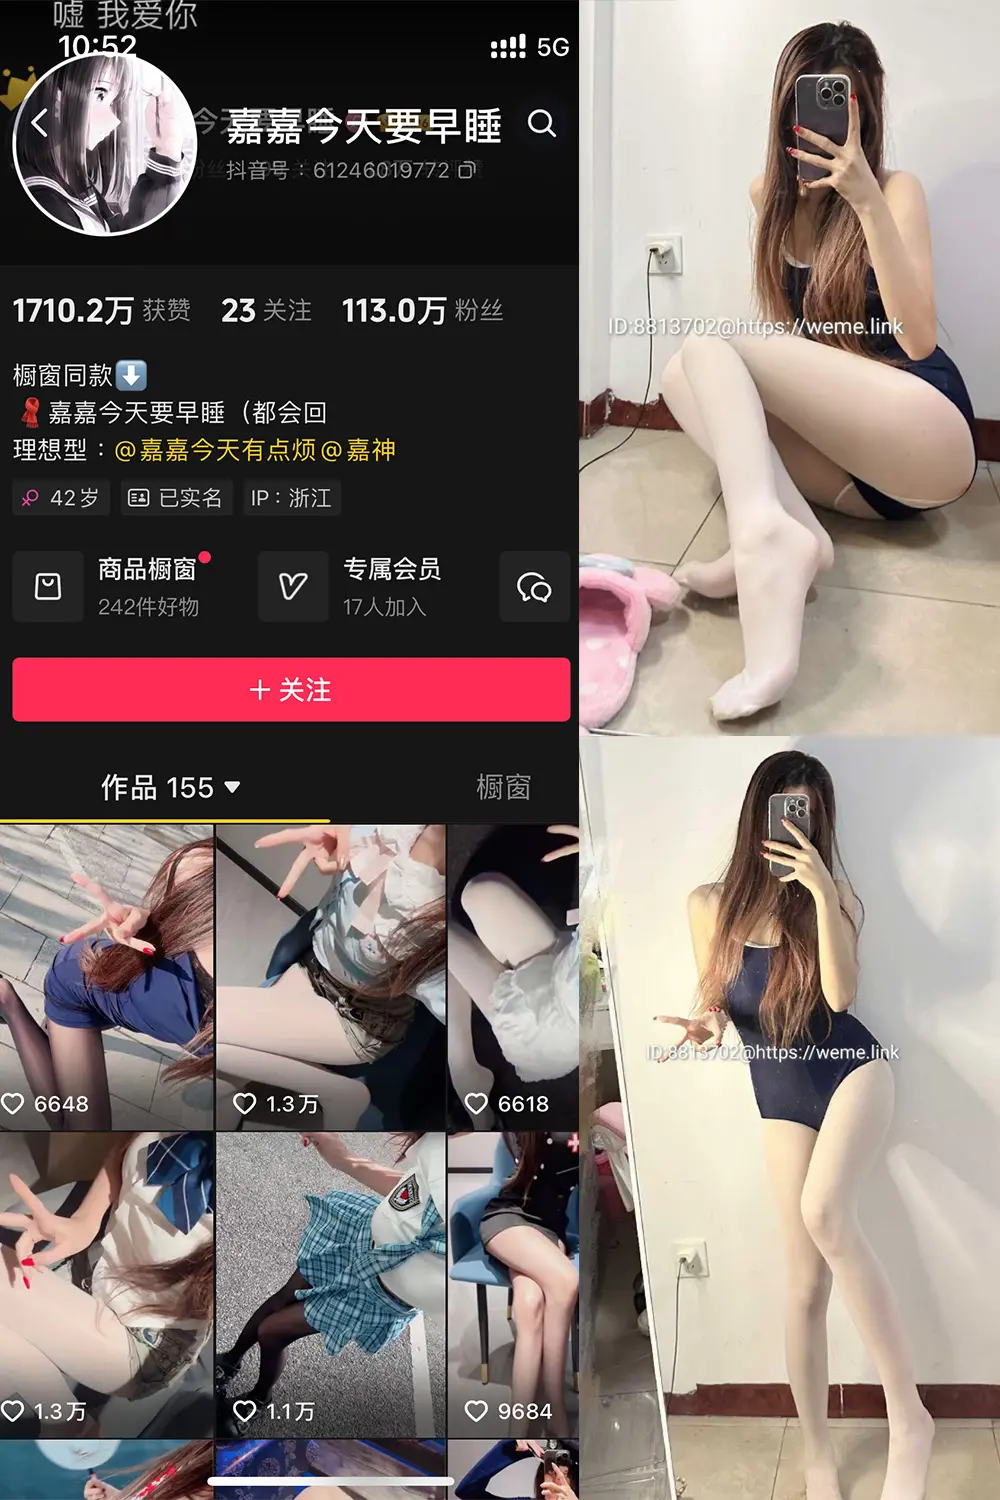 嘘 我爱你
10:52
5G
嘉嘉今天要早睡
抖音号：61246019772
1710.2万 获赞 23 关注 113.0万 粉丝
橱窗同款⬇️
🧣嘉嘉今天要早睡（都会回
理想型：@嘉嘉今天有点烦@嘉神
42岁 已实名 IP：浙江
商品橱窗
242件好物
专属会员
17人加入
＋关注
作品 155 橱窗
6648
1.3万
6618
1.3万
1.1万
9684
ID:8813702@https://weme.link
ID:8813702@https://weme.link